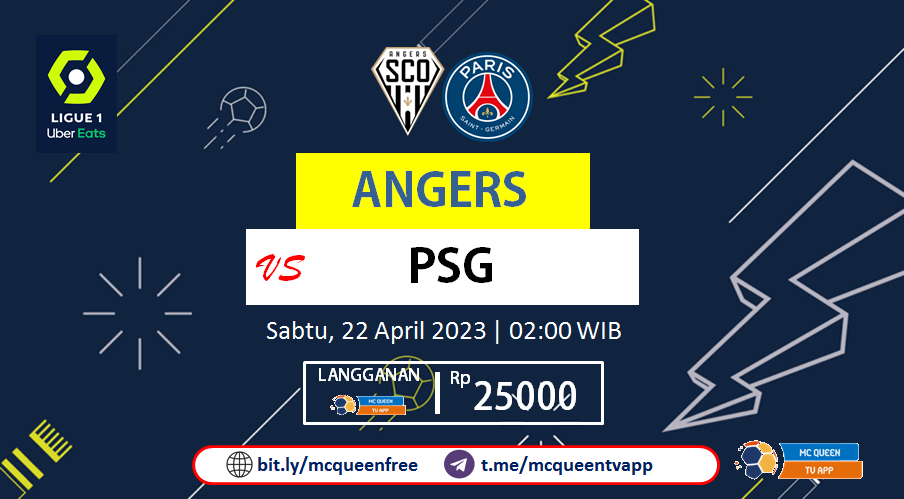 LIGUE 1
Uber Eats
ANGERS
SCO
PARIS
SAINT-GERMAIN
ANGERS
VS PSG
Sabtu, 22 April 2023 | 02:00 WIB
LANGGANAN
MC QUEEN
TV APP
Rp 25000
bit.ly/mcqueenfree t.me/mcqueentvapp
MC QUEEN
TV APP